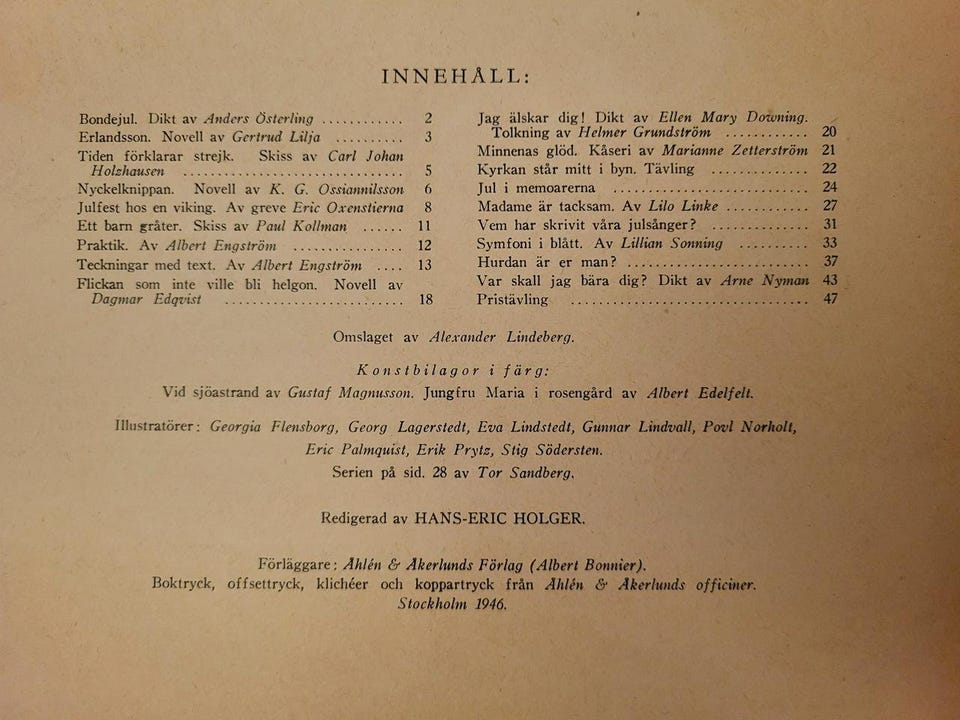 INNEHÅLL:
Bondejul. Dikt av Anders Österling ............ 2
Erlandsson. Novell av Gertrud Lilja .......... 3
Tiden förklarar strejk. Skiss av Carl Johan
Holzhausen ........................... 5
Nyckelknippan. Novell av K. G. Ossiannilsson 6
Julfest hos en viking. Av greve Eric Oxenstierna 8
Ett barn gråter. Skiss av Paul Kollman ...... 11
Praktik. Av Albert Engström ............... 12
Teckningar med text. Av Albert Engström .... 13
Flickan som inte ville bli helgon. Novell av
Dagmar Edqvist ......................... 18
Jag älskar dig! Dikt av Ellen Mary Downing.
Tolkning av Helmer Grundström ............ 20
Minnenas glöd. Kåseri av Marianne Zetterström 21
Kyrkan står mitt i byn. Tävling .............. 22
Jul i memoarerna ............................ 24
Madame är tacksam. Av Lilo Linke ............ 27
Vem har skrivit våra julsånger? .............. 31
Symfoni i blått. Av Lillian Sonning .......... 33
Hurdan är er man? .......................... 37
Var skall jag bära dig? Dikt av Arne Nyman 43
Pristävling .................................. 47
Omslaget av Alexander Lindeberg.
Konstbilagor i färg:
Vid sjöastrand av Gustaf Magnusson. Jungfru Maria i rosengård av Albert Edelfelt.
Illustratörer: Georgia Flensborg, Georg Lagerstedt, Eva Lindstedt, Gunnar Lindvall, Povl Norholt,
Eric Palmquist, Erik Prytz, Stig Södersten.
Serien på sid. 28 av Tor Sandberg.
Redigerad av HANS-ERIC HOLGER.
Förläggare: Åhlén & Åkerlunds Förlag (Albert Bonnier).
Boktryck, offsettryck, klichéer och koppartryck från Åhlén & Åkerlunds officiner.
Stockholm 1946.